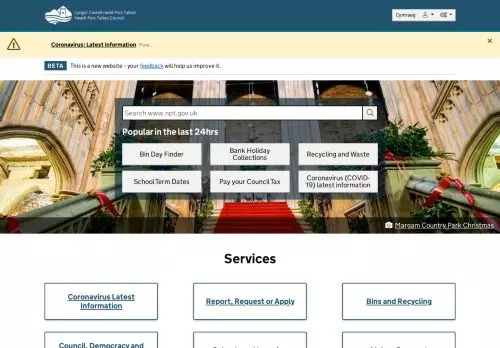 Cyngor Castell-nedd Port Talbot
Neath Port Talbot Council
Cymraeg
Coronavirus: Latest information More...
×
BETA This is a new website - your feedback will help us improve it.
Search www.npt.gov.uk
Popular in the last 24hrs
Bin Day Finder
Bank Holiday
Collections
Recycling and Waste
School Term Dates
Pay your Council Tax
Coronavirus (COVID-
19) latest information
Margam Country Park Christmas
Services
Coronavirus Latest
Information
Report, Request or Apply
Bins and Recycling
Council, Democracy and